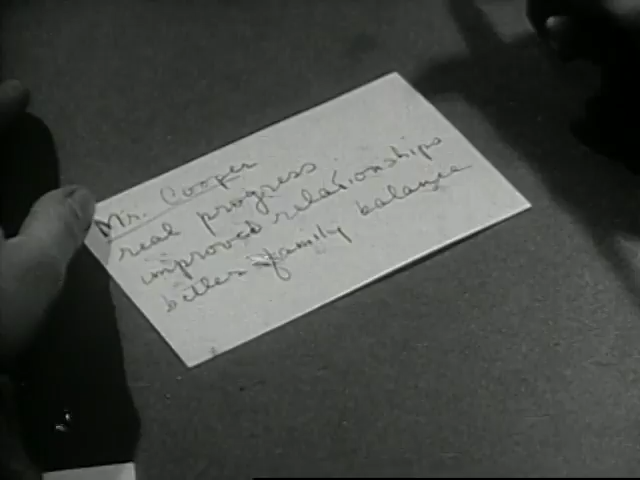 Mr. Cooper
real progress
improved relationships
better family balance